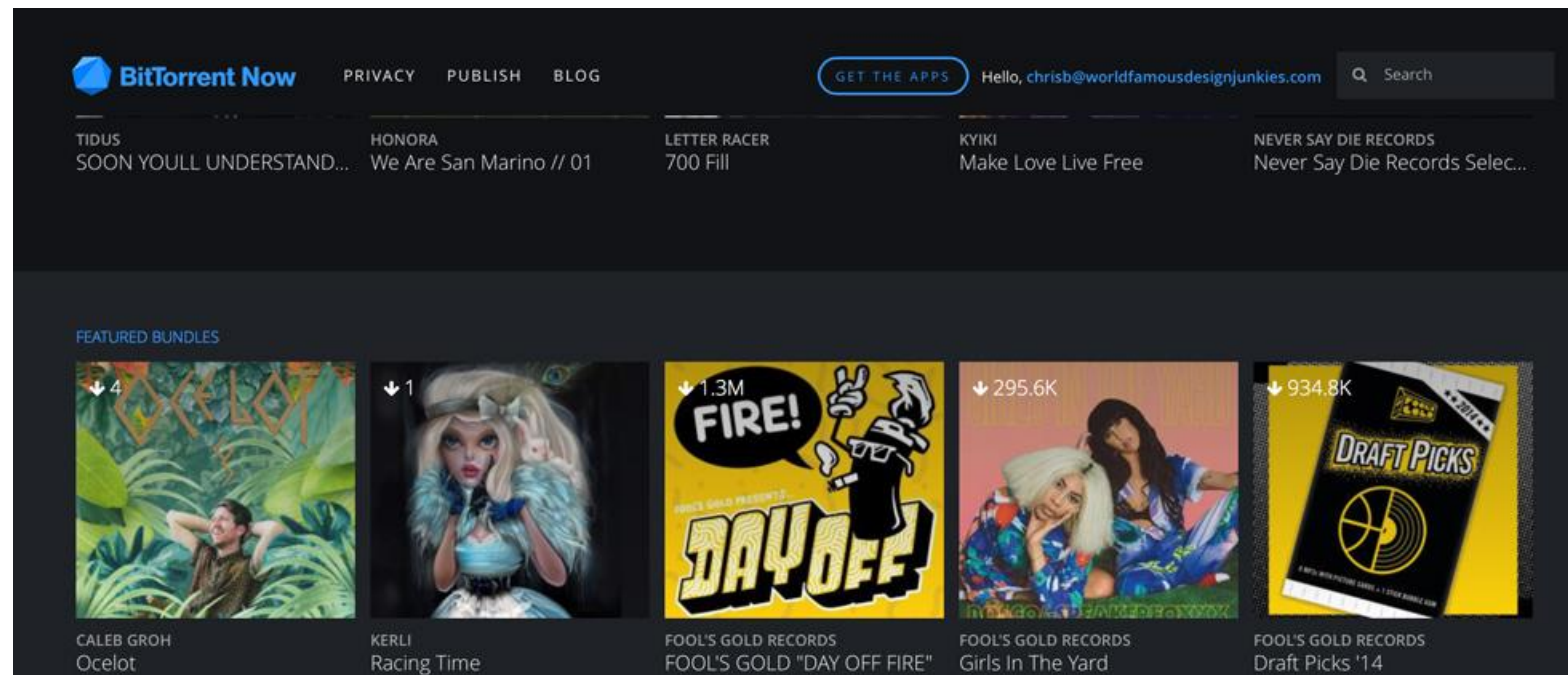 BitTorrent Now PRIVACY PUBLISH BLOG GET THE APPS Hello, chrisb@worldfamousdesignjunkies.com Search
TIDUS
SOON YOULL UNDERSTAND...
HONORA
We Are San Marino // 01
LETTER RACER
700 Fill
KYIKI
Make Love Live Free
NEVER SAY DIE RECORDS
Never Say Die Records Selec...
FEATURED BUNDLES
4
OCELOT
CALEB GROH
Ocelot
1
KERLI
Racing Time
1.3M
FIRE!
FOOL'S GOLD PRESENTS...
DAY OFF
FOOL'S GOLD RECORDS
FOOL'S GOLD "DAY OFF FIRE"
295.6K
FOOL'S GOLD RECORDS
Girls In The Yard
934.8K
FOOL'S GOLD
2014
DRAFT PICKS
FOOL'S GOLD RECORDS
Draft Picks '14